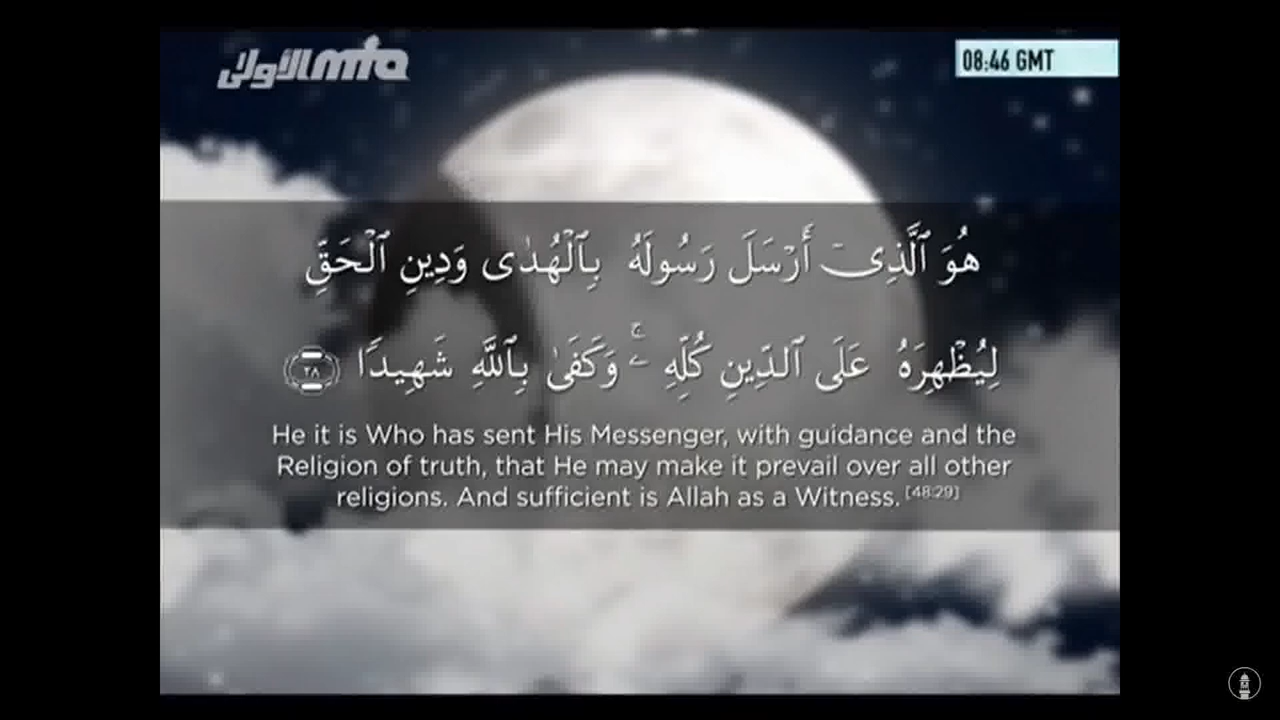 mta الأولى
08:46 GMT
هُوَ ٱلَّذِىٓ أَرْسَلَ رَسُولَهُ بِٱلْهُدَىٰ وَدِينِ ٱلْحَقِّ
لِيُظْهِرَهُ عَلَى ٱلدِّينِ كُلِّهِ ۦ ۚ وَكَفَىٰ بِٱللَّهِ شَهِيدًا ٢٨
He it is Who has sent His Messenger, with guidance and the
Religion of truth, that He may make it prevail over all other
religions. And sufficient is Allah as a Witness. [48:29]